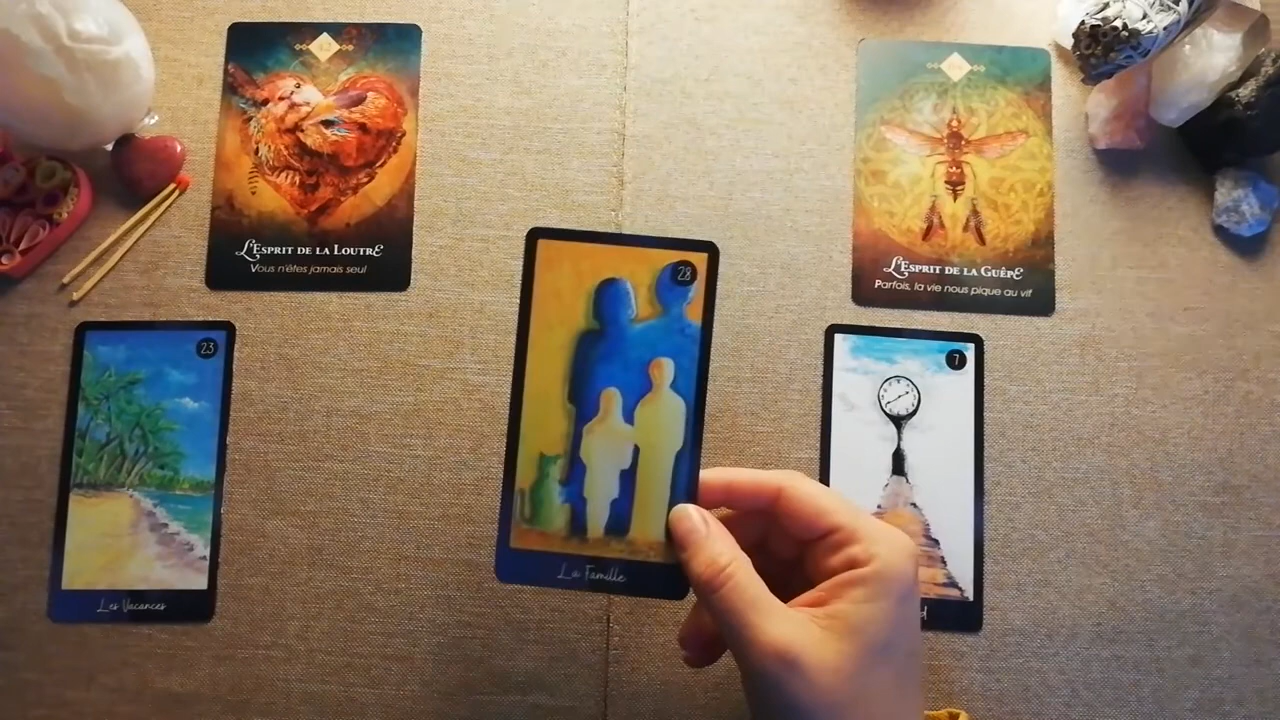 L'Esprit de la Loutre
Vous n'êtes jamais seul
L'Esprit de la Guêpe
Parfois, la vie nous pique au vif
23
Les Vacances
28
La Famille
7